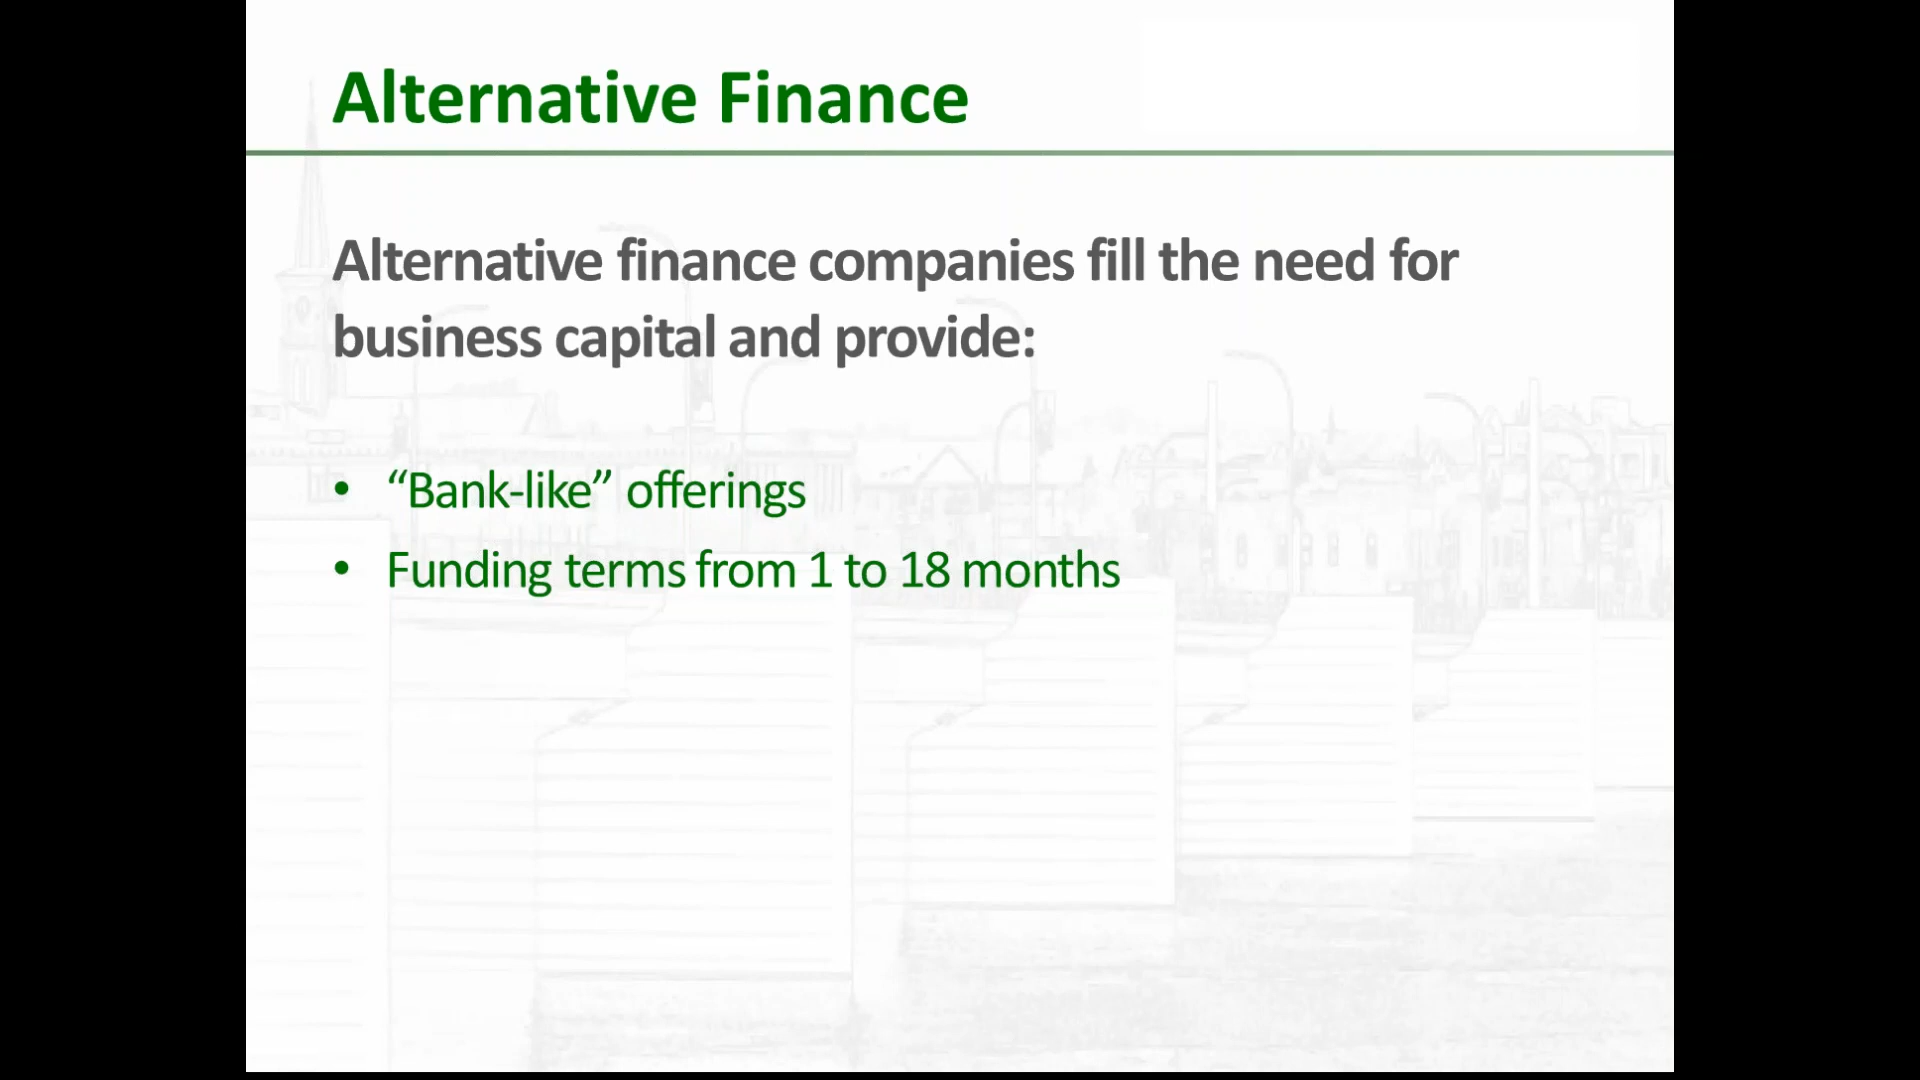 Alternative Finance
Alternative finance companies fill the need for
business capital and provide:
• “Bank-like” offerings
• Funding terms from 1 to 18 months